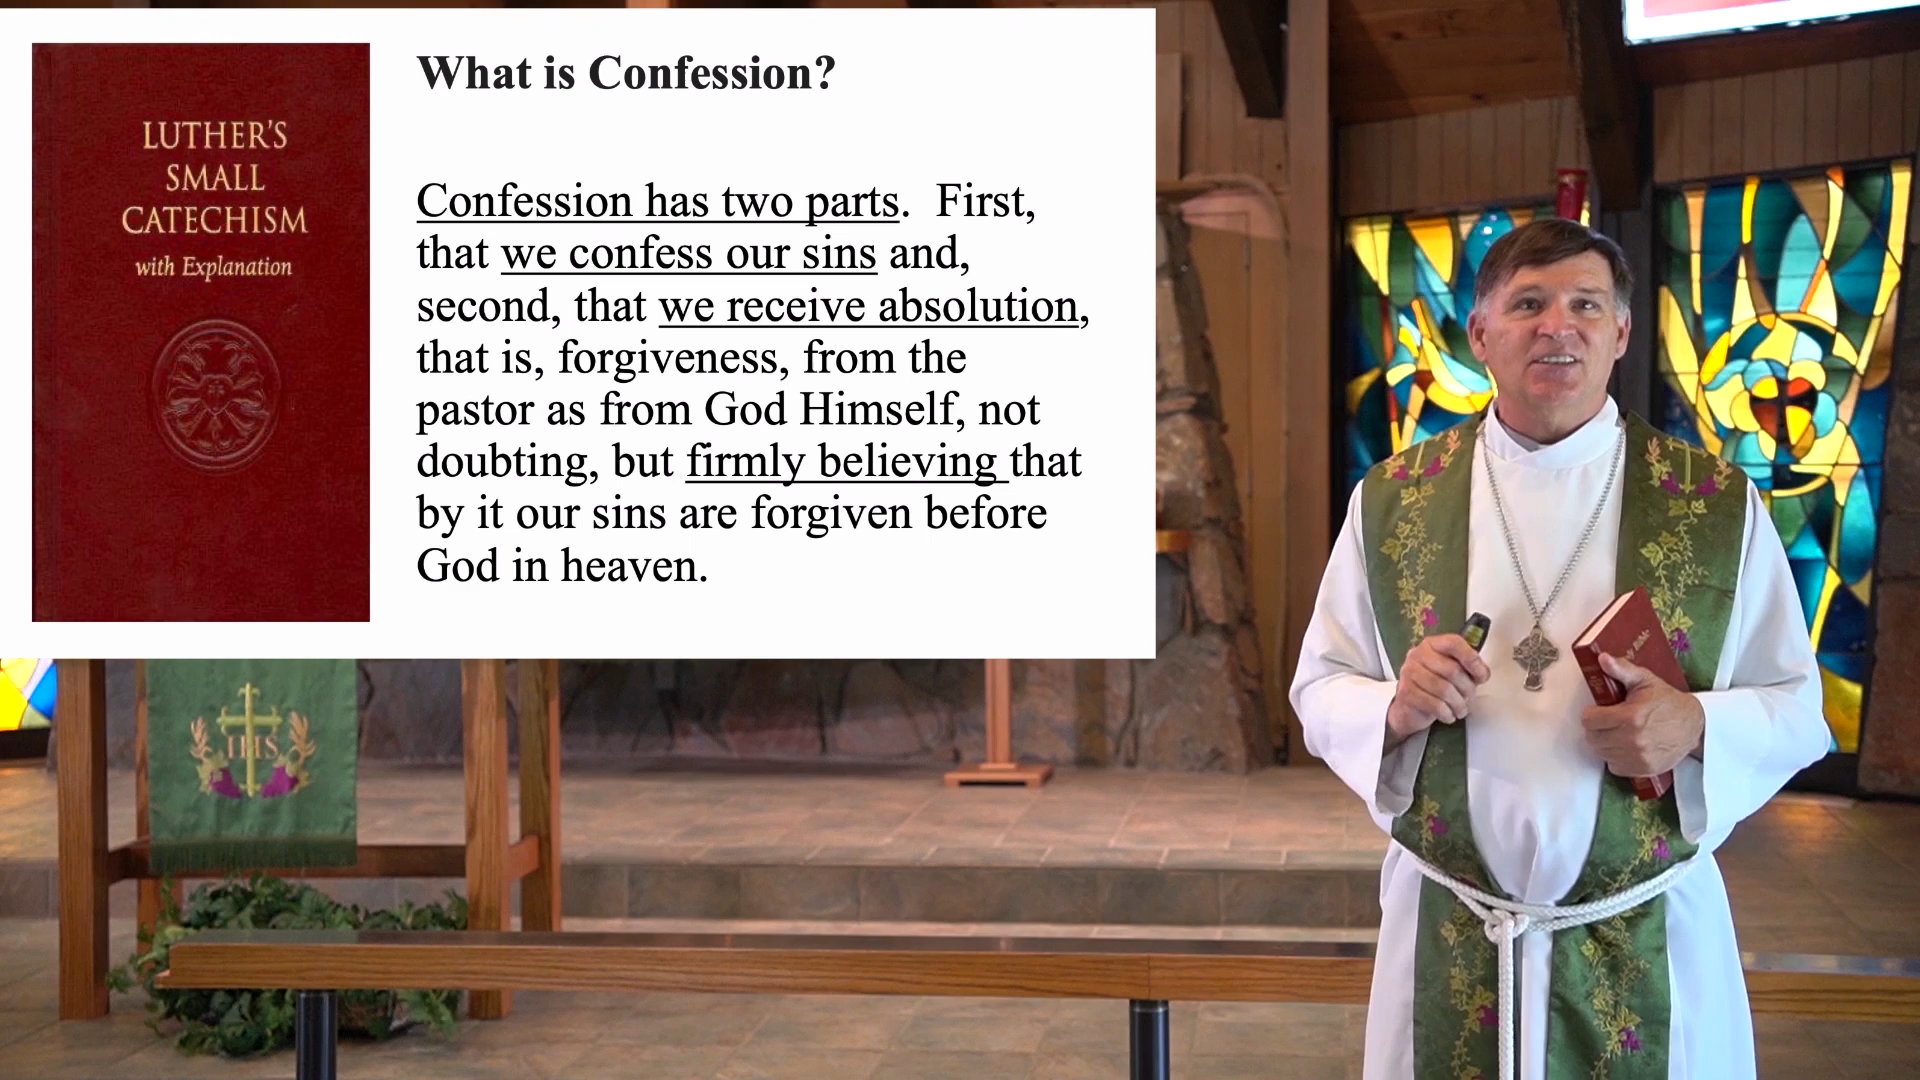 LUTHER'S
SMALL
CATECHISM
with Explanation
What is Confession?
Confession has two parts.  First,
that we confess our sins and,
second, that we receive absolution,
that is, forgiveness, from the
pastor as from God Himself, not
doubting, but firmly believing that
by it our sins are forgiven before
God in heaven.
IHS
Holy Bible